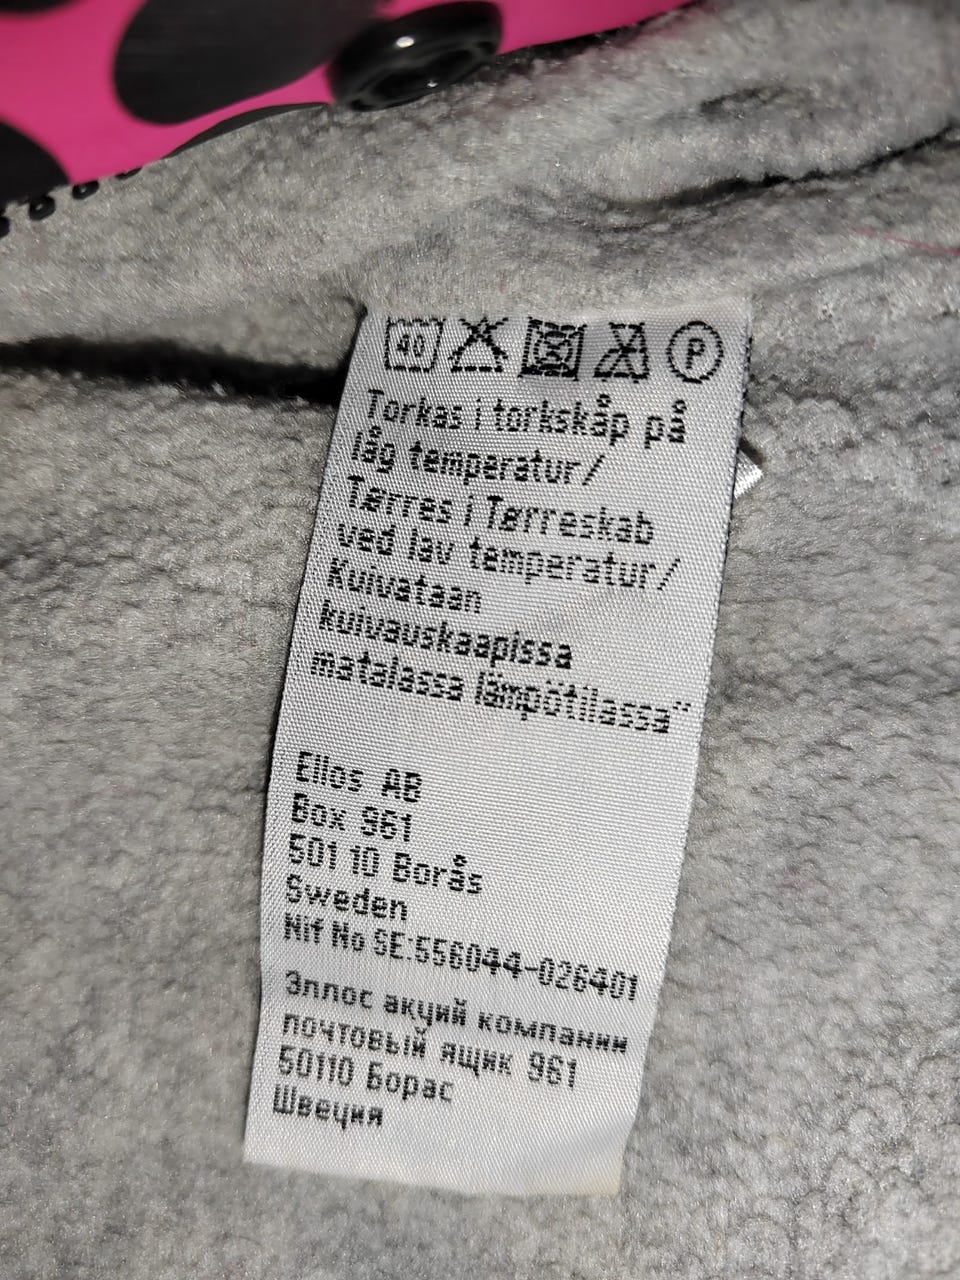 40 P
Torkas i torkskåp på
låg temperatur/
Tørres i Tørreskab
ved lav temperatur/
Kuivataan
kuivauskaapissa
matalassa lämpötilassa"
Ellos AB
Box 961
501 10 Borås
Sweden
Nif No SE:556044-026401
Эллос акций компании
почтовый ящик 961
50110 Борас
Швеция